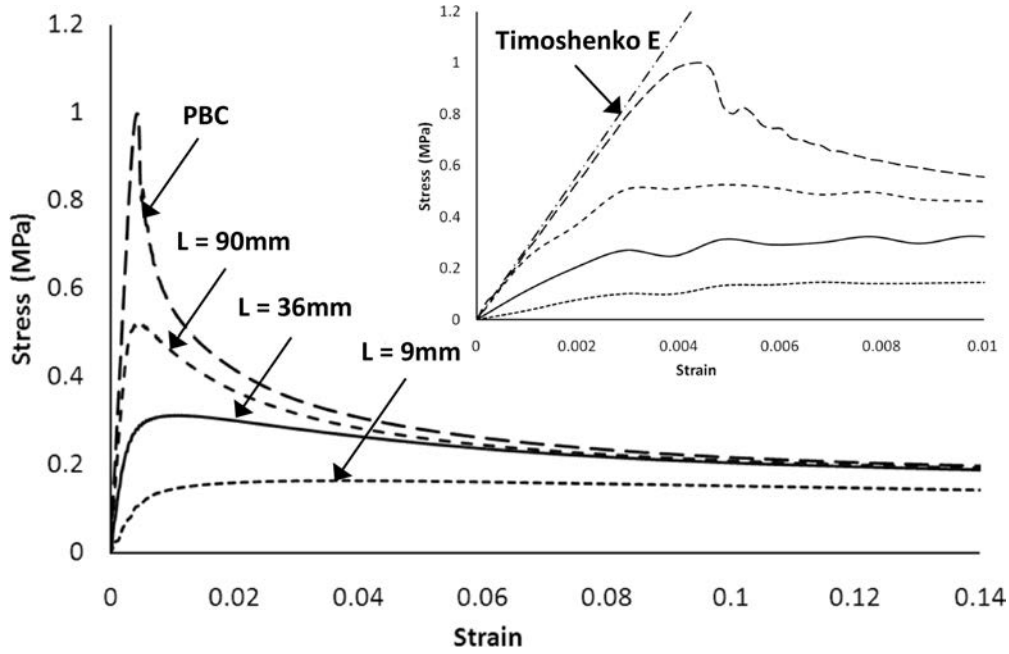 1.2
1
0.8
0.6
0.4
0.2
0
Stress (MPa)
0 0.02 0.04 0.06 0.08 0.1 0.12 0.14
Strain
PBC
L = 90mm
L = 36mm
L = 9mm
1.2
1
0.8
0.6
0.4
0.2
0
Stress (MPa)
Timoshenko E
0 0.002 0.004 0.006 0.008 0.01
Strain